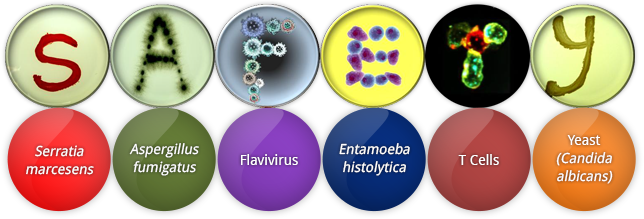 S A F E T y
Serratia
marcesens
Aspergillus
fumigatus
Flavivirus
Entamoeba
histolytica
T Cells
Yeast
(Candida
albicans)